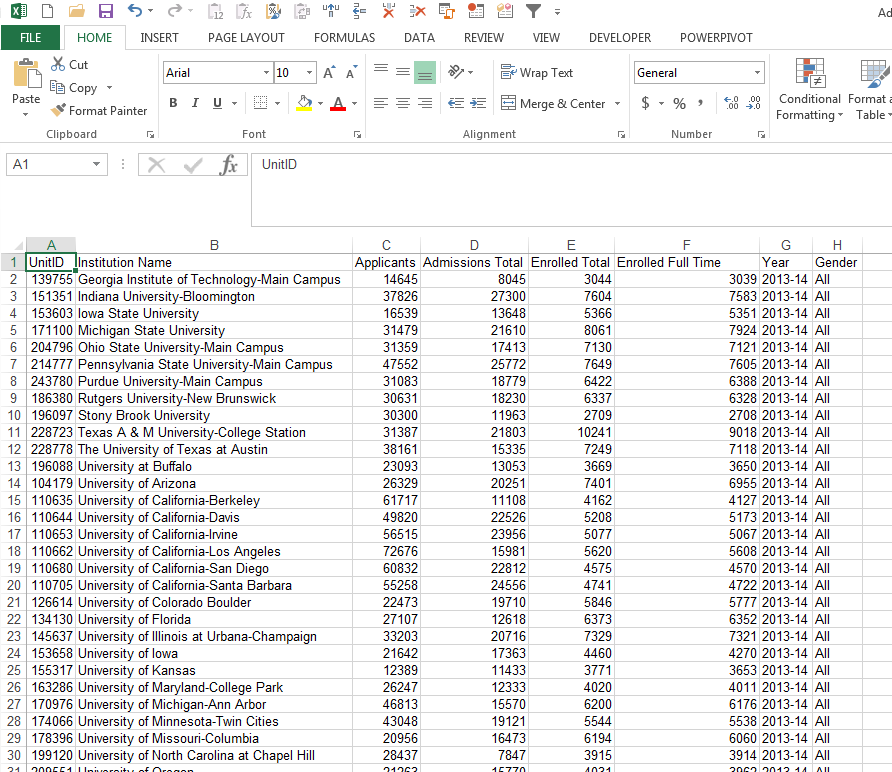 Ad
FILE HOME INSERT PAGE LAYOUT FORMULAS DATA REVIEW VIEW DEVELOPER POWERPIVOT
Paste Cut Copy Format Painter Clipboard
Arial 10 A A B I U A Font
Wrap Text Merge & Center Alignment
General $ % , Number
Conditional Formatting Format a Table
A1 fx UnitID
A B C D E F G H
1 UnitID Institution Name Applicants Admissions Total Enrolled Total Enrolled Full Time Year Gender
2 139755 Georgia Institute of Technology-Main Campus 14645 8045 3044 3039 2013-14 All
3 151351 Indiana University-Bloomington 37826 27300 7604 7583 2013-14 All
4 153603 Iowa State University 16539 13648 5366 5351 2013-14 All
5 171100 Michigan State University 31479 21610 8061 7924 2013-14 All
6 204796 Ohio State University-Main Campus 31359 17413 7130 7121 2013-14 All
7 214777 Pennsylvania State University-Main Campus 47552 25772 7649 7605 2013-14 All
8 243780 Purdue University-Main Campus 31083 18779 6422 6388 2013-14 All
9 186380 Rutgers University-New Brunswick 30631 18230 6337 6328 2013-14 All
10 196097 Stony Brook University 30300 11963 2709 2708 2013-14 All
11 228723 Texas A & M University-College Station 31387 21803 10241 9018 2013-14 All
12 228778 The University of Texas at Austin 38161 15335 7249 7118 2013-14 All
13 196088 University at Buffalo 23093 13053 3669 3650 2013-14 All
14 104179 University of Arizona 26329 20251 7401 6955 2013-14 All
15 110635 University of California-Berkeley 61717 11108 4162 4127 2013-14 All
16 110644 University of California-Davis 49820 22526 5208 5173 2013-14 All
17 110653 University of California-Irvine 56515 23956 5077 5067 2013-14 All
18 110662 University of California-Los Angeles 72676 15981 5620 5608 2013-14 All
19 110680 University of California-San Diego 60832 22812 4575 4570 2013-14 All
20 110705 University of California-Santa Barbara 55258 24556 4741 4722 2013-14 All
21 126614 University of Colorado Boulder 22473 19710 5846 5777 2013-14 All
22 134130 University of Florida 27107 12618 6373 6352 2013-14 All
23 145637 University of Illinois at Urbana-Champaign 33203 20716 7329 7321 2013-14 All
24 153658 University of Iowa 21642 17363 4460 4270 2013-14 All
25 155317 University of Kansas 12389 11433 3771 3653 2013-14 All
26 163286 University of Maryland-College Park 26247 12333 4020 4011 2013-14 All
27 170976 University of Michigan-Ann Arbor 46813 15570 6200 6176 2013-14 All
28 174066 University of Minnesota-Twin Cities 43048 19121 5544 5538 2013-14 All
29 178396 University of Missouri-Columbia 20956 16473 6194 6060 2013-14 All
30 199120 University of North Carolina at Chapel Hill 28437 7847 3915 3914 2013-14 All